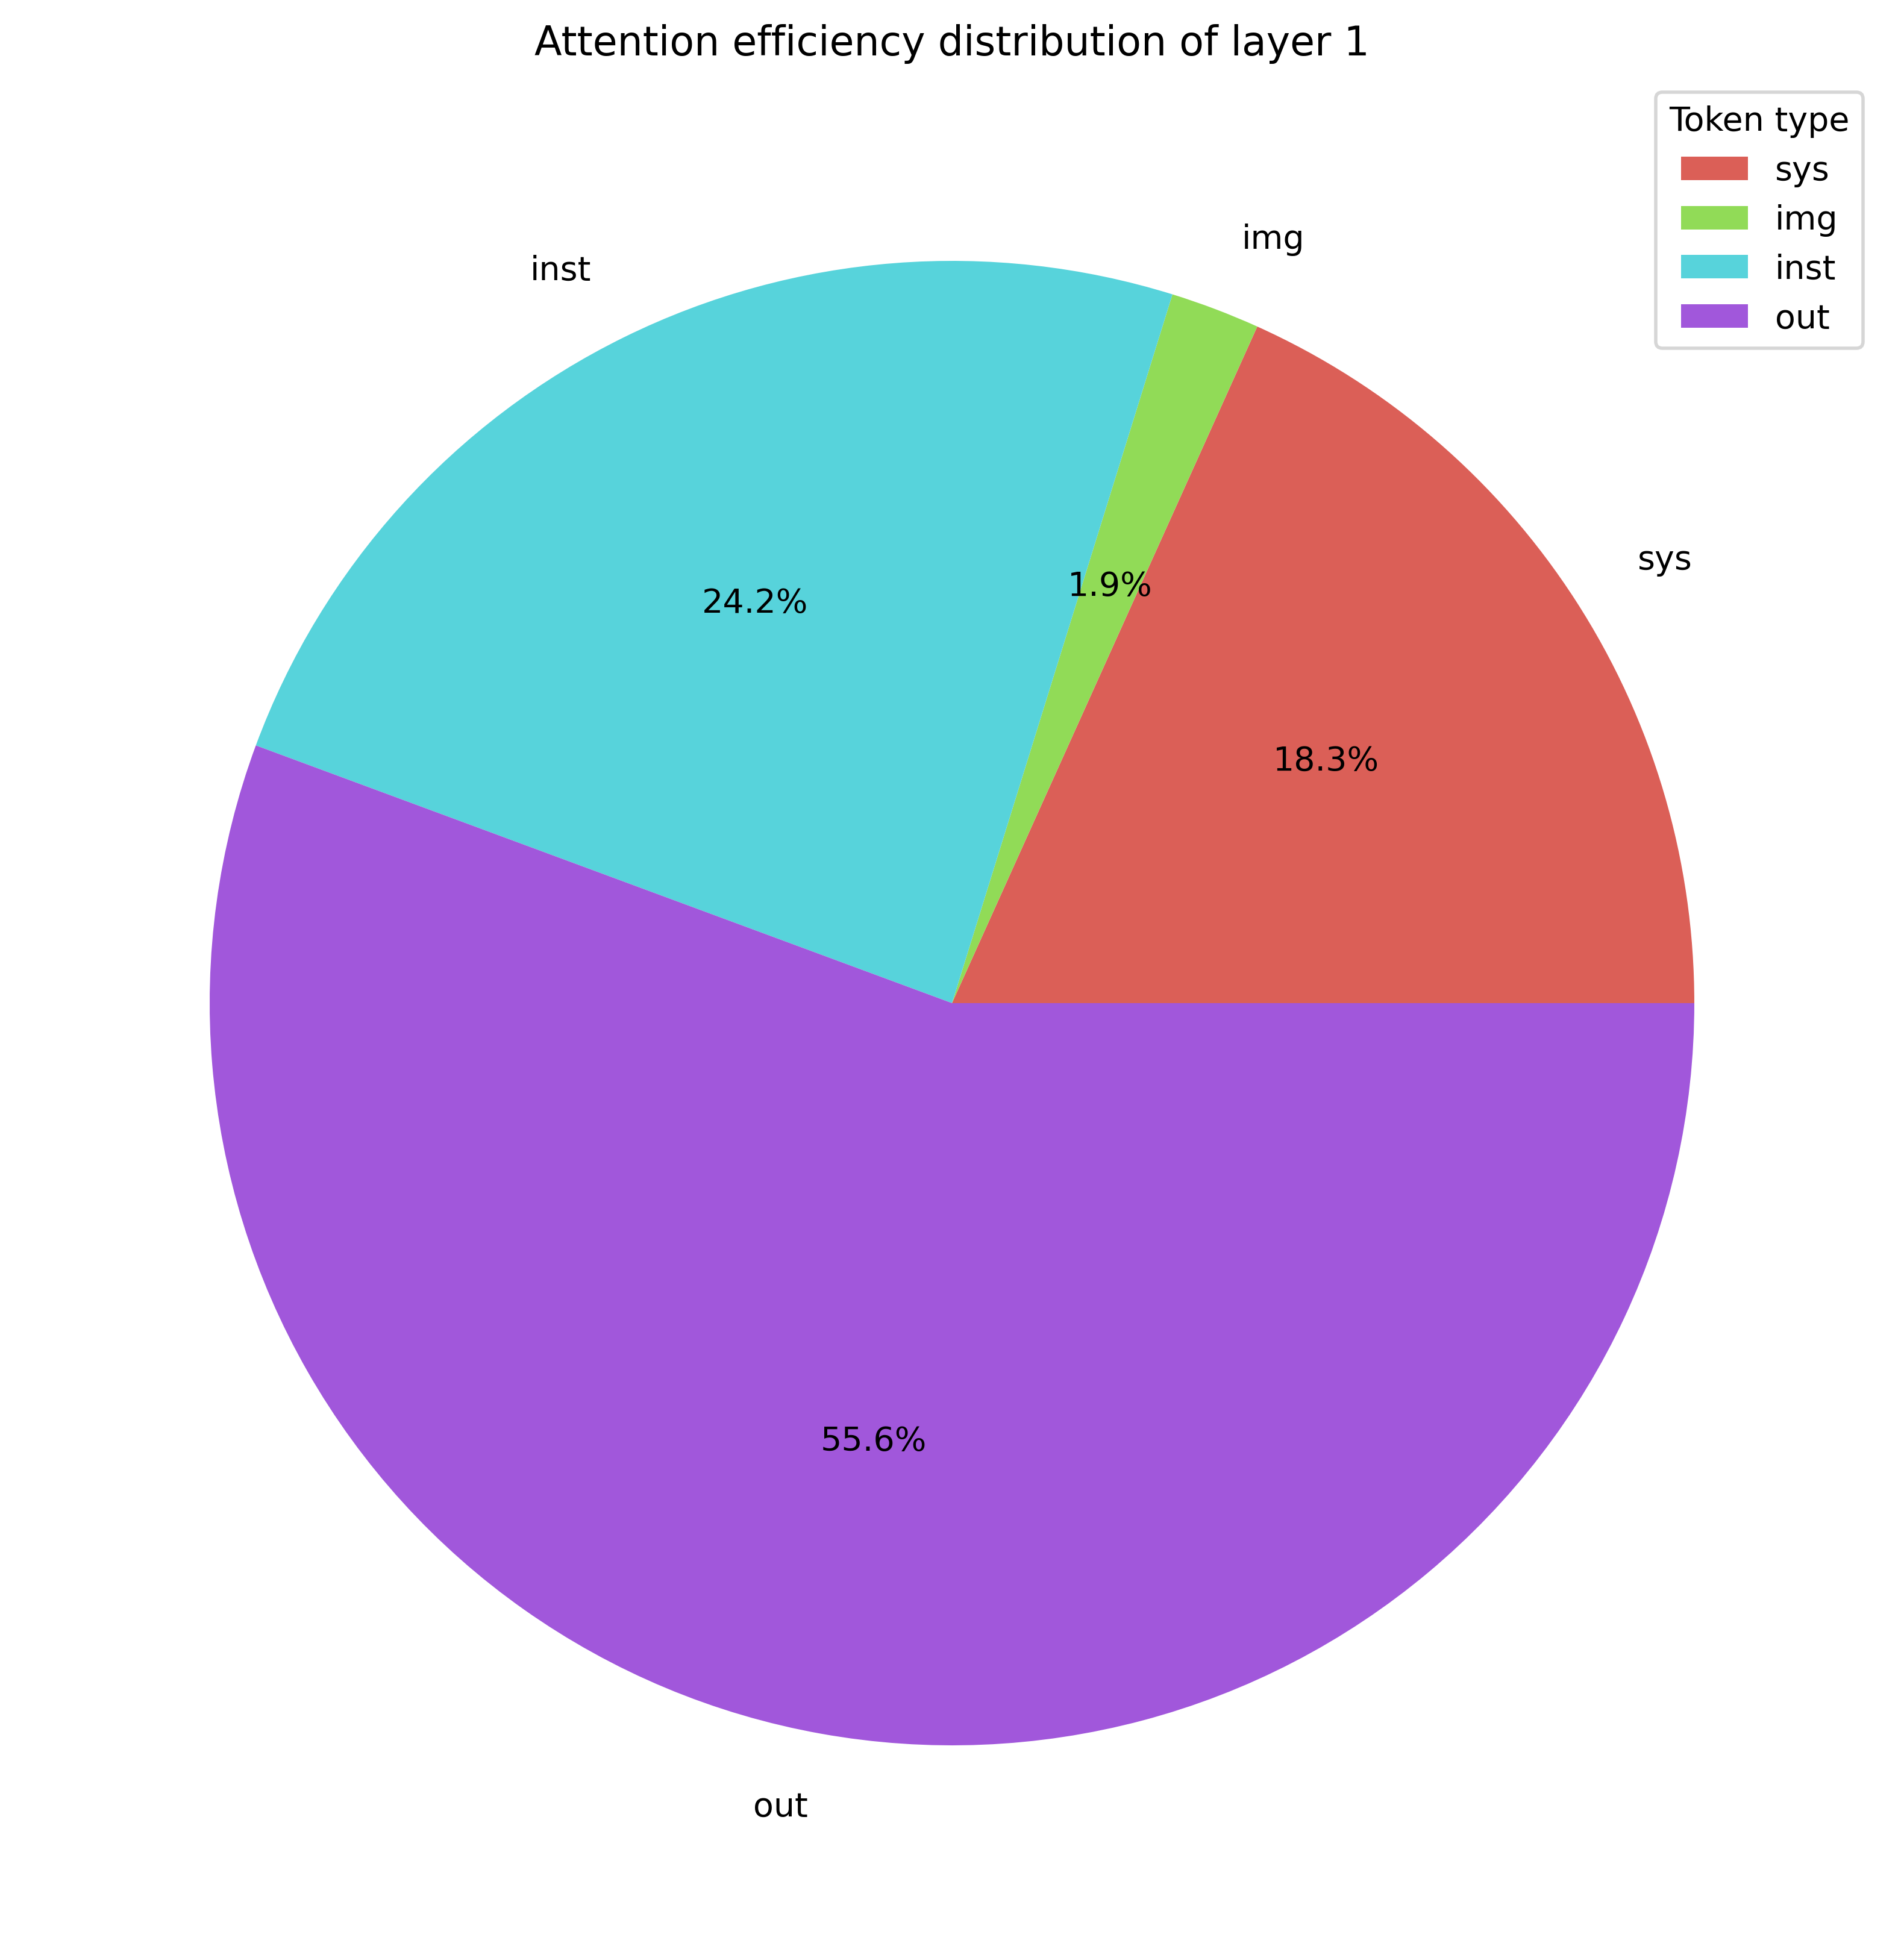 Attention efficiency distribution of layer 1
Token type
sys
img
inst
out
img
inst
sys
1.9%
24.2%
18.3%
55.6%
out